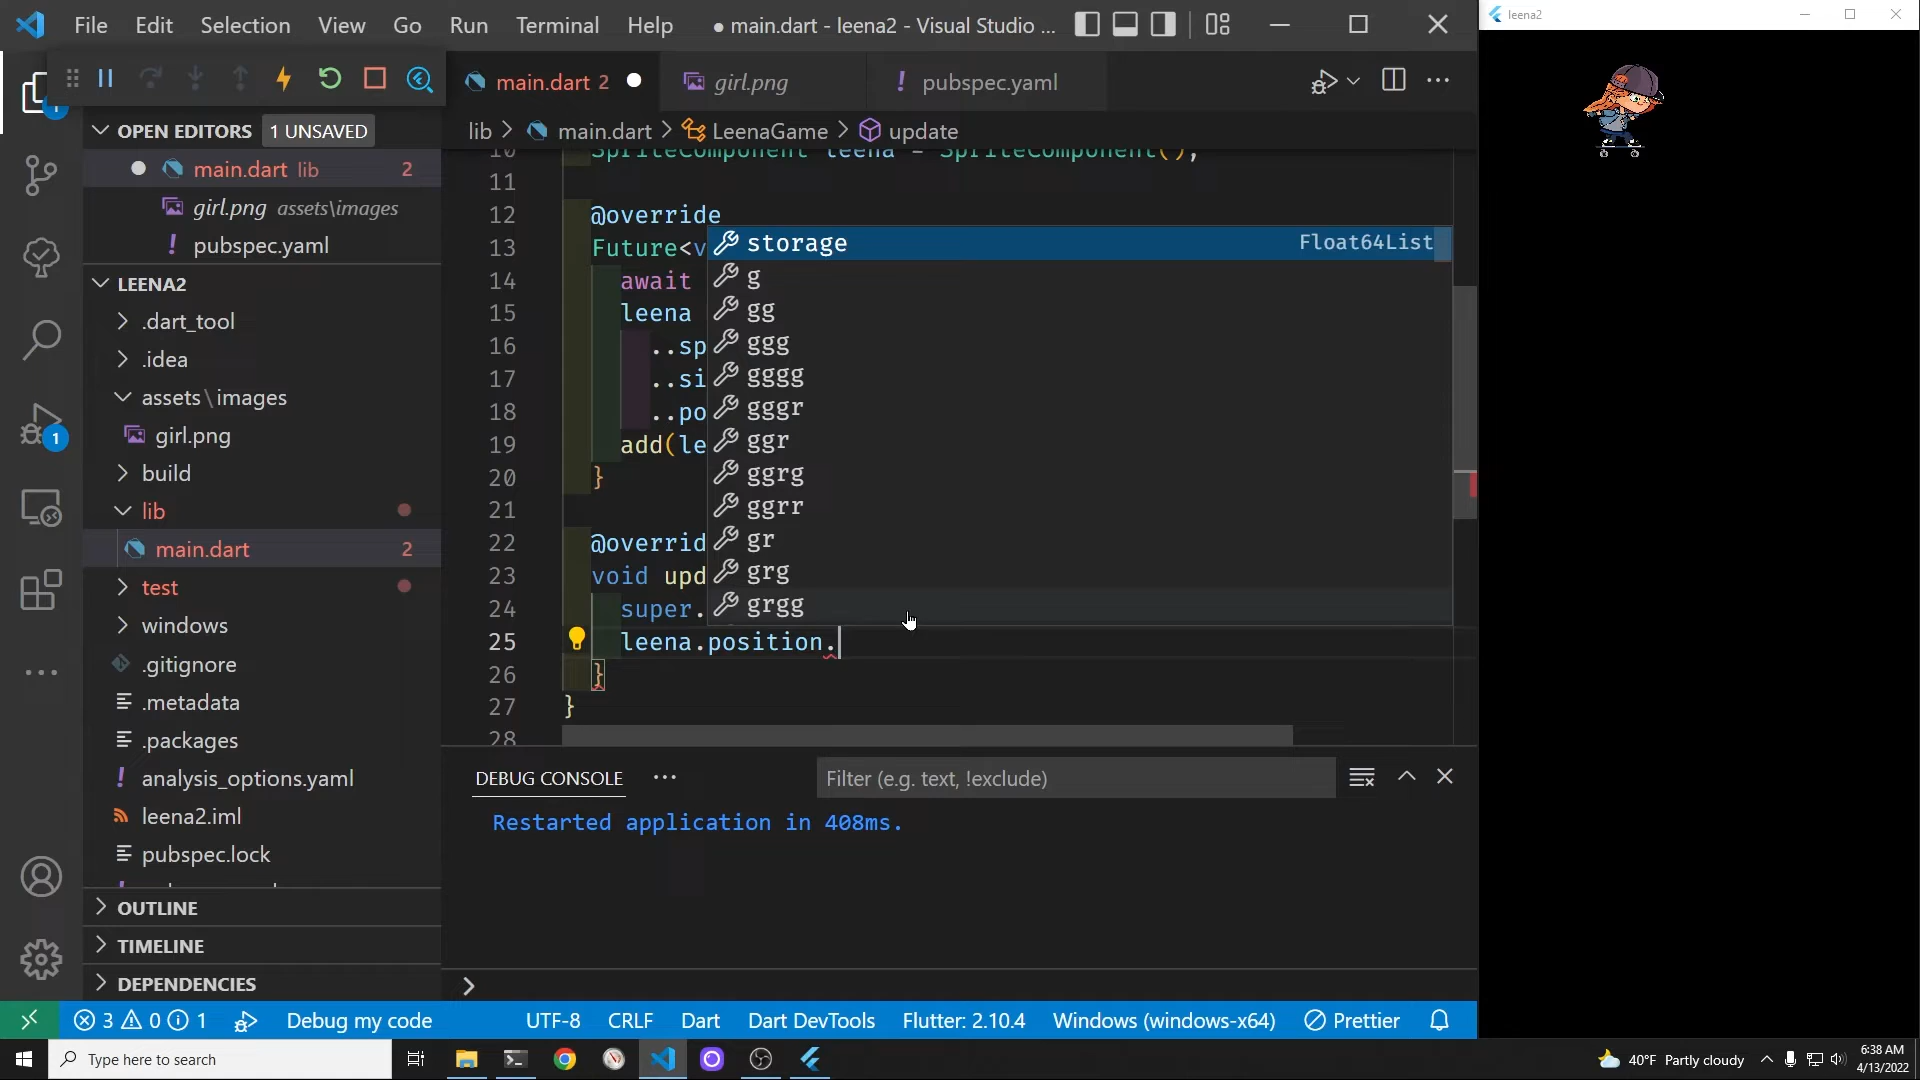 File Edit Selection View Go Run Terminal Help
● main.dart - leena2 - Visual Studio ...
leena2
main.dart 2
girl.png
! pubspec.yaml
OPEN EDITORS 1 UNSAVED
main.dart lib 2
girl.png assets\images
! pubspec.yaml
LEENA2
.dart_tool
.idea
assets\images
girl.png
build
lib
main.dart 2
test
windows
.gitignore
.metadata
.packages
! analysis_options.yaml
leena2.iml
pubspec.lock
OUTLINE
TIMELINE
DEPENDENCIES
lib > main.dart > LeenaGame > update
10 SpriteComponent leena = SpriteComponent();
11
12 @override
13 Future<v
14 await
15 leena
16 ..sp
17 ..si
18 ..po
19 add(le
20 }
21
22 @overrid
23 void upd
24 super.
25 leena.position.
26 }
27 }
28
storage Float64List
g
gg
ggg
gggg
gggr
ggr
ggrg
ggrr
gr
grg
grgg
DEBUG CONSOLE ...
Filter (e.g. text, !exclude)
Restarted application in 408ms.
>
3 0 1 Debug my code UTF-8 CRLF Dart Dart DevTools Flutter: 2.10.4 Windows (windows-x64) Prettier
Type here to search
40°F Partly cloudy
6:38 AM
4/13/2022
1
1